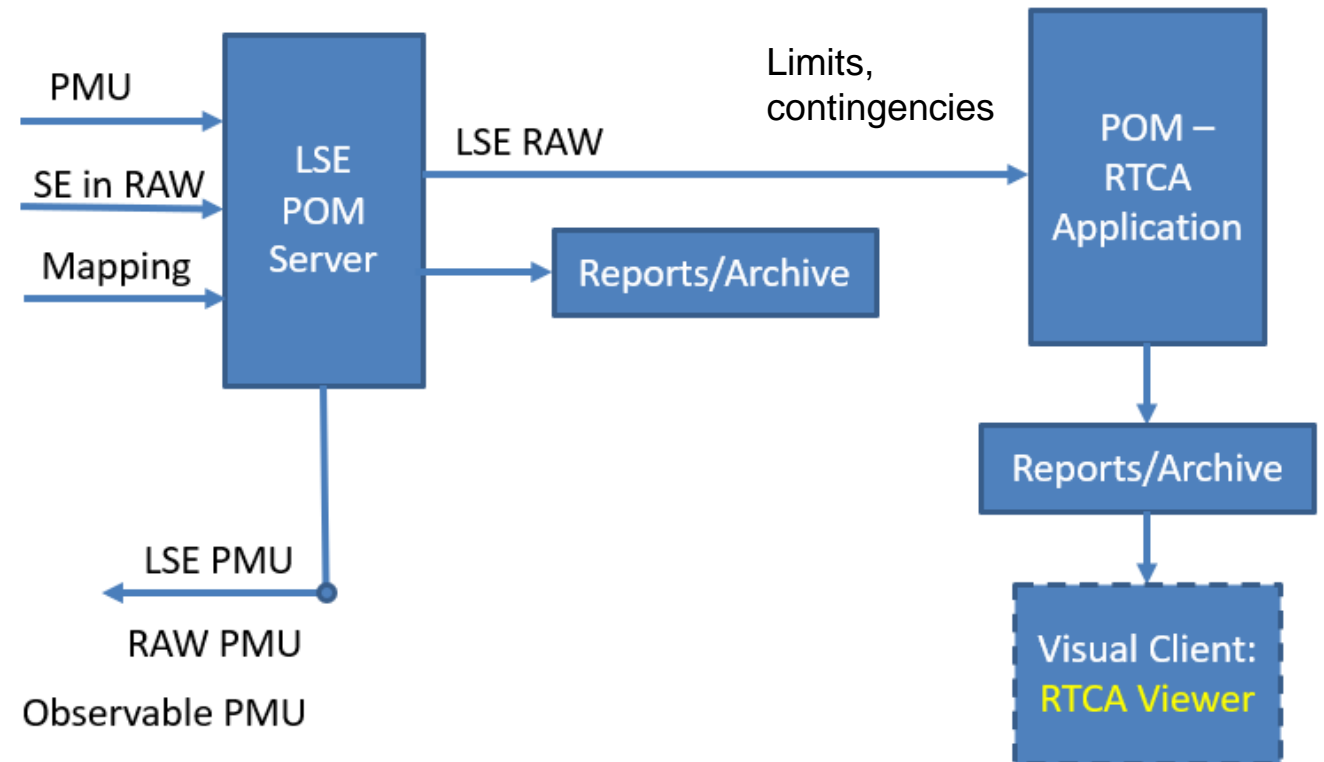 PMU
SE in RAW
Mapping
LSE
POM
Server
LSE RAW
Reports/Archive
Limits,
contingencies
POM –
RTCA
Application
Reports/Archive
Visual Client:
RTCA Viewer
LSE PMU
RAW PMU
Observable PMU